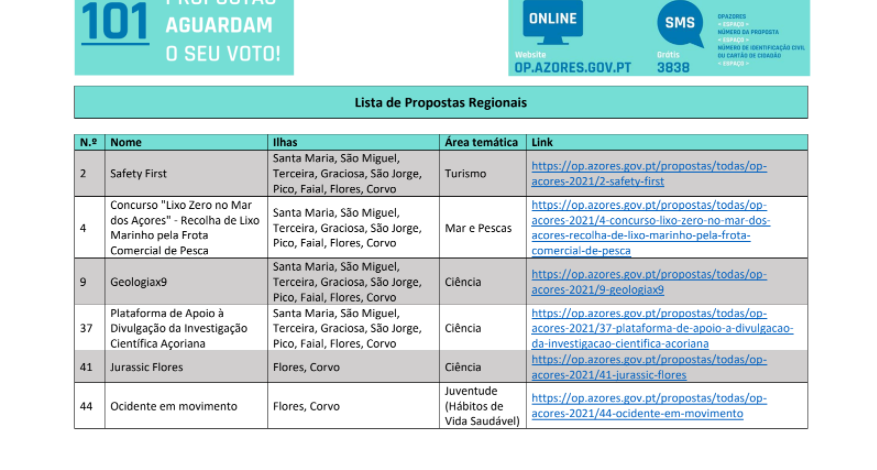 101
PROPOSTAS
AGUARDAM
O SEU VOTO!
ONLINE
Website
OP.AZORES.GOV.PT
SMS
Grátis
3838
OPAZORES
« ESPAÇO »
NÚMERO DA PROPOSTA
« ESPAÇO »
NÚMERO DE IDENTIFICAÇÃO CIVIL
OU CARTÃO DE CIDADÃO
« ESPAÇO »
Lista de Propostas Regionais
N.º Nome Ilhas Área temática Link
2 Safety First Santa Maria, São Miguel,
Terceira, Graciosa, São Jorge,
Pico, Faial, Flores, Corvo Turismo https://op.azores.gov.pt/propostas/todas/op-
acores-2021/2-safety-first
4 Concurso "Lixo Zero no Mar
dos Açores" - Recolha de Lixo
Marinho pela Frota
Comercial de Pesca
Santa Maria, São Miguel,
Terceira, Graciosa, São Jorge,
Pico, Faial, Flores, Corvo
Mar e Pescas
https://op.azores.gov.pt/propostas/todas/op-
acores-2021/4-concurso-lixo-zero-no-mar-dos-
acores-recolha-de-lixo-marinho-pela-frota-
comercial-de-pesca
9 Geologiax9 Santa Maria, São Miguel,
Terceira, Graciosa, São Jorge,
Pico, Faial, Flores, Corvo Ciência https://op.azores.gov.pt/propostas/todas/op-
acores-2021/9-geologiax9
37 Plataforma de Apoio à
Divulgação da Investigação
Científica Açoriana
Santa Maria, São Miguel,
Terceira, Graciosa, São Jorge,
Pico, Faial, Flores, Corvo
Ciência
https://op.azores.gov.pt/propostas/todas/op-
acores-2021/37-plataforma-de-apoio-a-divulgacao-
da-investigacao-cientifica-acoriana
41 Jurassic Flores Flores, Corvo Ciência https://op.azores.gov.pt/propostas/todas/op-
acores-2021/41-jurassic-flores
44 Ocidente em movimento Flores, Corvo Juventude
(Hábitos de
Vida Saudável)
https://op.azores.gov.pt/propostas/todas/op-
acores-2021/44-ocidente-em-movimento